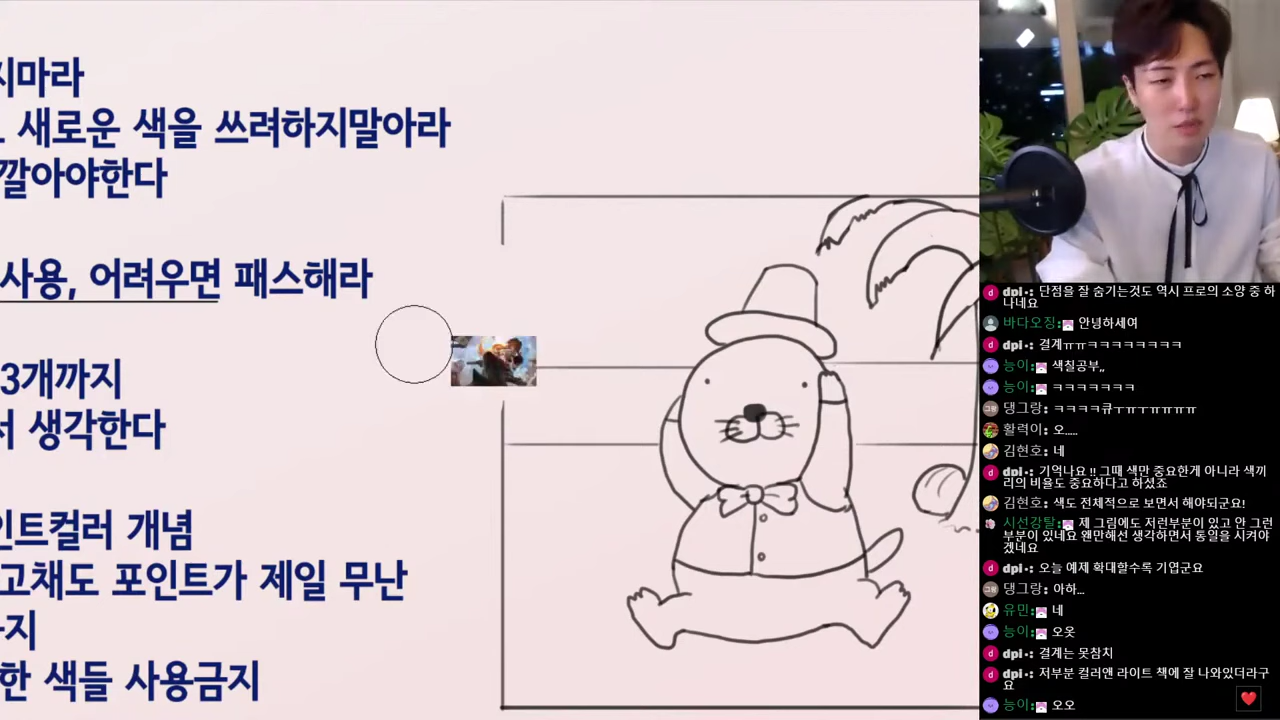 시마라
새로운 색을 쓰려하지말아라
깔아야한다
사용, 어려우면 패스해라
3개까지
서 생각한다
인트컬러 개념
고채도 포인트가 제일 무난
까지
한 색들 사용금지
dpi•: 단점을 잘 숨기는것도 역시 프로의 소양 중 하
나네요
바다오징: 안녕하세여
dpi•: 결계ㅠㅠㅋㅋㅋㅋㅋㅋㅋㅋ
능이: 색칠공부,,
능이: ㅋㅋㅋㅋㅋㅋㅋ
댕그랑: ㅋㅋㅋㅋ큐ㅜㅠㅜㅠㅠㅠㅠ
활력이: 오.....
김현호: 네
dpi•: 기억나요 !! 그때 색만 중요한게 아니라 색끼
리의 비율도 중요하다고 하셨죠
김현호: 색도 전체적으로 보면서 해야되군요!
시선강탈: 제 그림에도 저런부분이 있고 안 그런
부분이 있네요 왠만해선 생각하면서 통일을 시켜야
겠네요
dpi•: 오늘 예제 확대할수록 기엽군요
댕그랑: 아하...
유민: 네
능이: 오옷
dpi•: 결계는 못참치
dpi•: 저부분 컬러앤 라이트 책에 잘 나와있더라구
요
능이: 오오